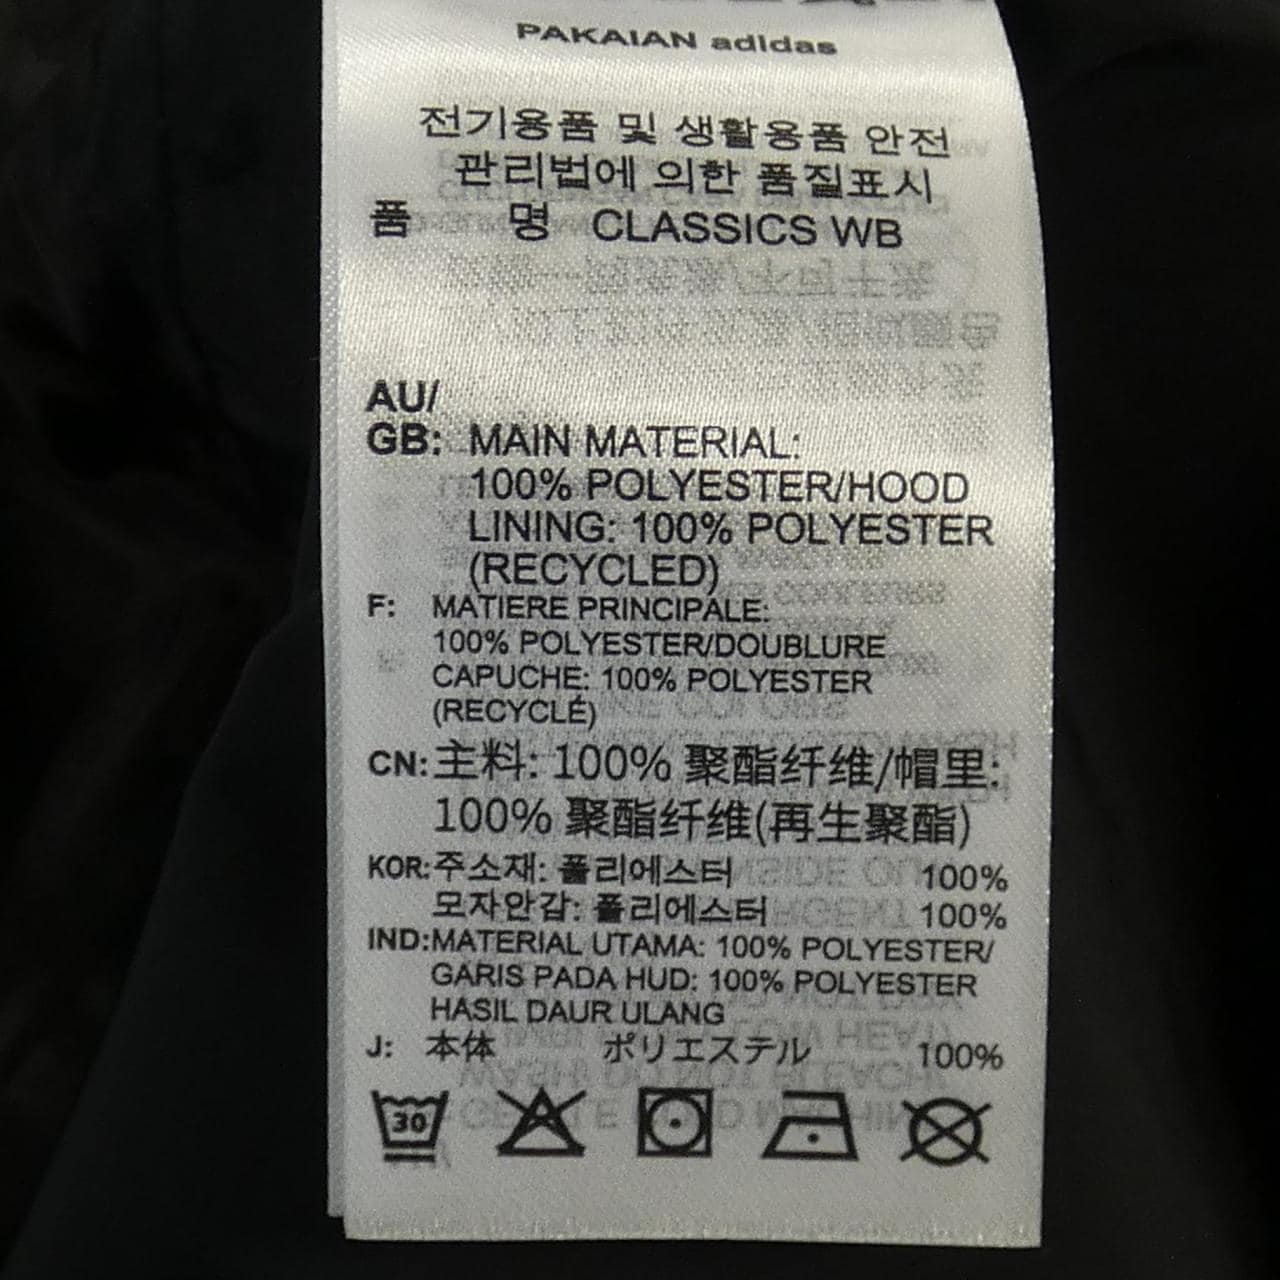 PAKAIAN adidas
전기용품 및 생활용품 안전
관리법에 의한 품질표시
품 명 CLASSICS WB
AU/
GB: MAIN MATERIAL:
100% POLYESTER/HOOD
LINING: 100% POLYESTER
(RECYCLED)
F: MATIERE PRINCIPALE:
100% POLYESTER/DOUBLURE
CAPUCHE: 100% POLYESTER
(RECYCLÉ)
CN: 主料: 100% 聚酯纤维/帽里:
100% 聚酯纤维(再生聚酯)
KOR: 주소재: 폴리에스터 100%
모자안감: 폴리에스터 100%
IND: MATERIAL UTAMA: 100% POLYESTER/
GARIS PADA HUD: 100% POLYESTER
HASIL DAUR ULANG
J: 本体 ポリエステル 100%
30